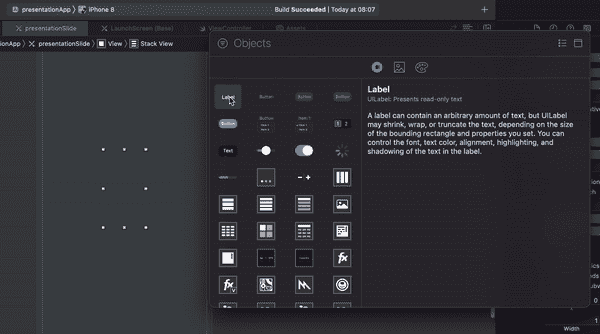 presentationApp iPhone 8 Build Succeeded | Today at 08:07
presentationSlide LaunchScreen (Base) ViewController Assets
presentationApp presentationSlide View Stack View
Objects
Label
Button
Button
Button
Button
Button
Text
Label
UILabel: Presents read-only text
A label can contain an arbitrary amount of text, but UILabel
may shrink, wrap, or truncate the text, depending on the size
of the bounding rectangle and properties you set. You can
control the font, text color, alignment, highlighting, and
shadowing of the text in the label.
Width